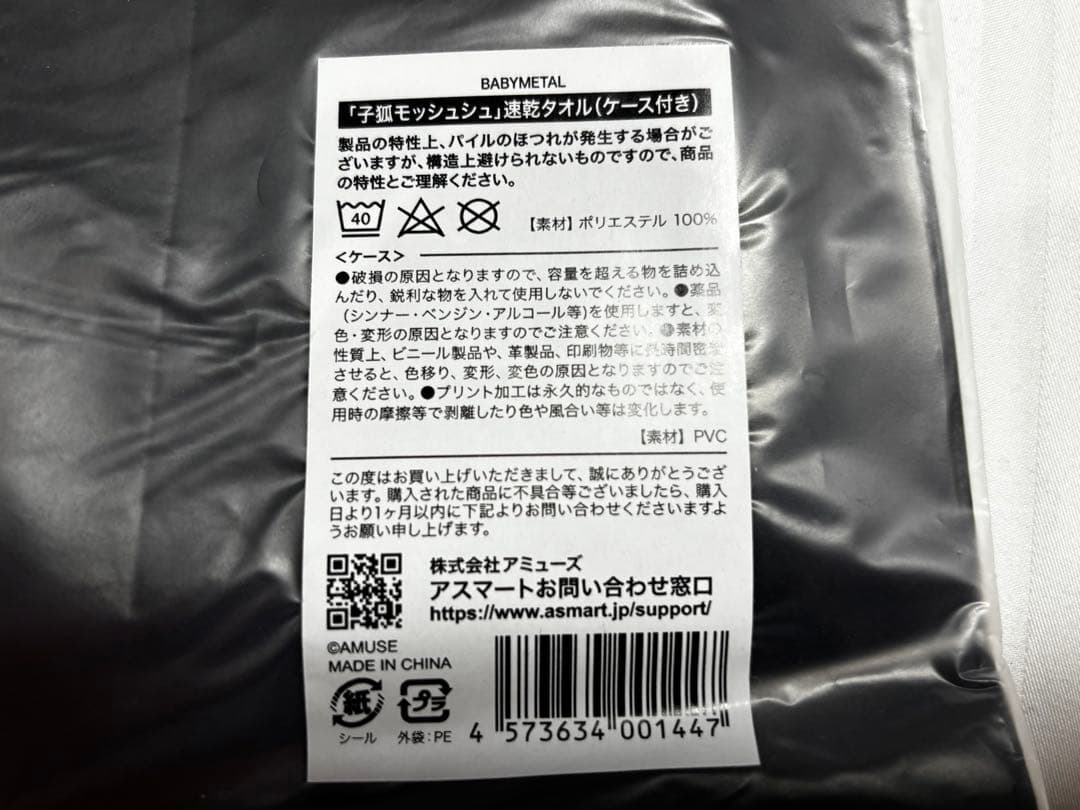 BABYMETAL
「子狐モッシュシュ」速乾タオル(ケース付き)
製品の特性上、パイルのほつれが発生する場合がご
ざいますが、構造上避けられないものですので、商品
の特性とご理解ください。
40
【素材】ポリエステル 100%
<ケース>
●破損の原因となりますので、容量を超える物を詰め込
んだり、鋭利な物を入れて使用しないでください。●薬品
(シンナー・ベンジン・アルコール等)を使用しますと、変
色・変形の原因となりますのでご注意ください。●素材の
性質上、ビニール製品や、革製品、印刷物等に長時間密着
させると、色移り、変形、変色の原因となりますのでご注
意ください。●プリント加工は永久的なものではなく、使
用時の摩擦等で剥離したり色や風合い等は変化します。
【素材】PVC
この度はお買い上げいただきまして、誠にありがとうござ
います。購入された商品に不具合等ございましたら、購入
日より1ヶ月以内に下記よりお問い合わせくださいますよ
うお願い申し上げます。
株式会社アミューズ
アスマートお問い合わせ窓口
https://www.asmart.jp/support/
©AMUSE
MADE IN CHINA
紙 プラ
シール 外袋:PE
4 573634 001447